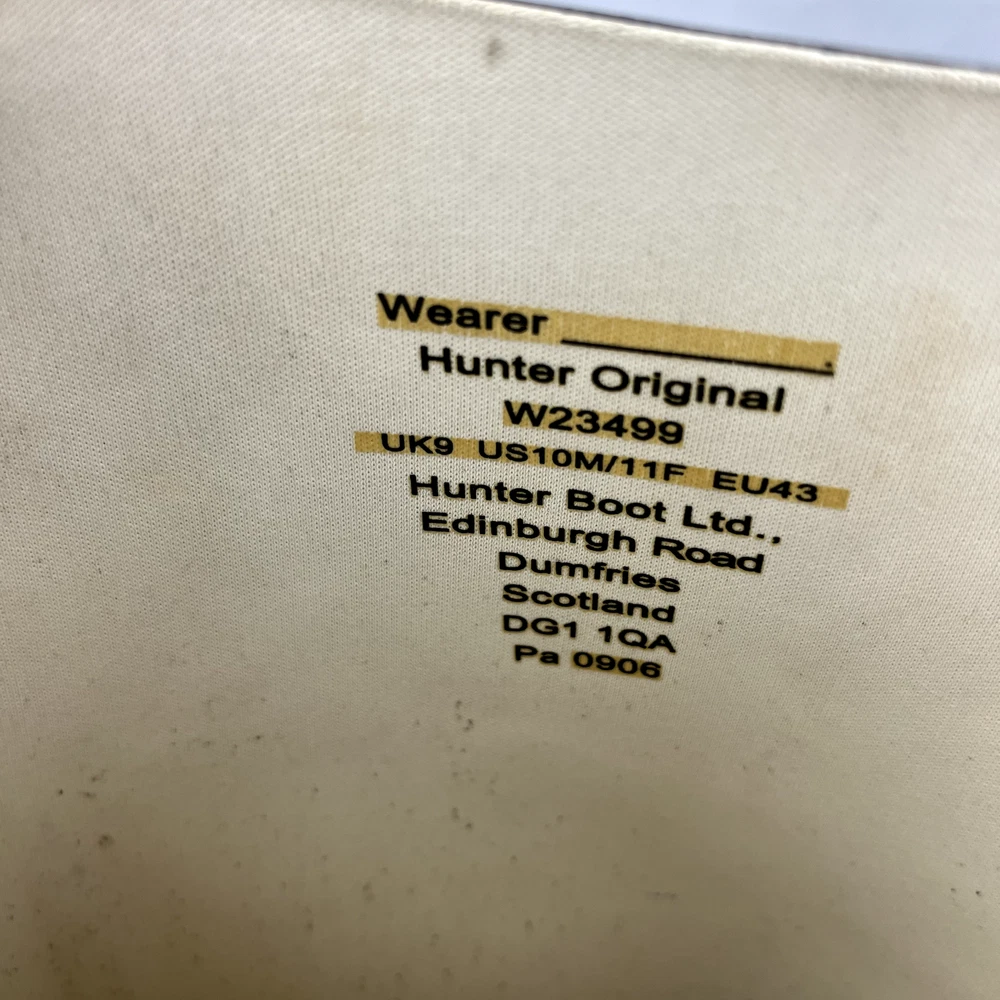 Wearer ____________.
Hunter Original
W23499
UK9 US10M/11F EU43
Hunter Boot Ltd.,
Edinburgh Road
Dumfries
Scotland
DG1 1QA
Pa 0906